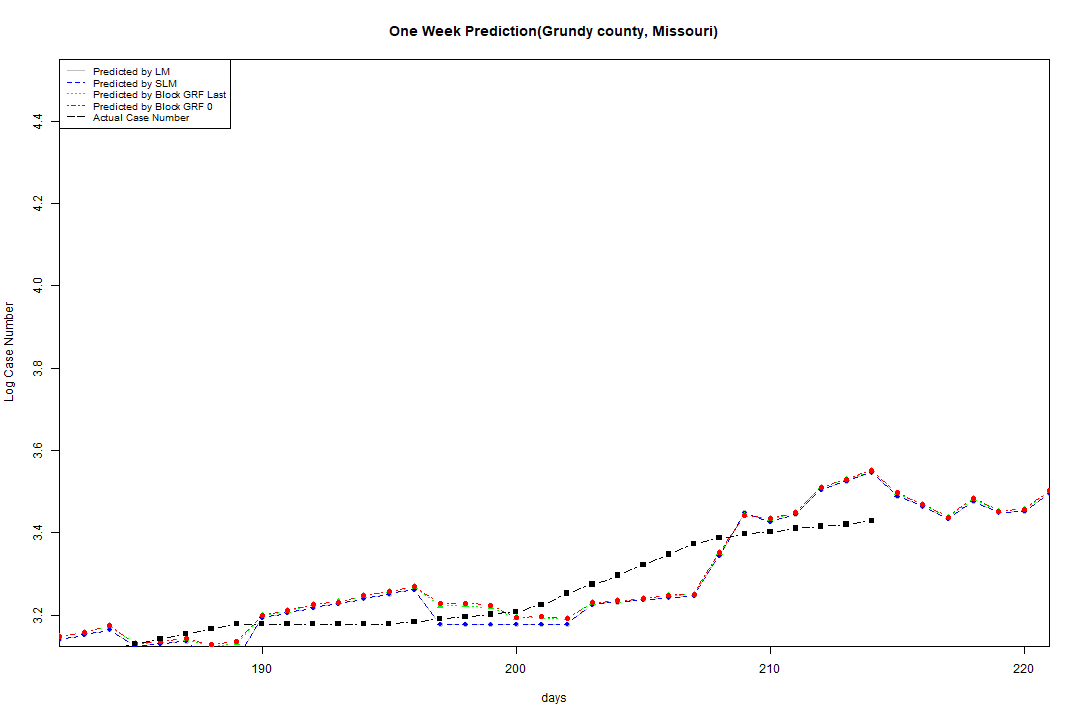 One Week Prediction(Grundy county, Missouri)
Predicted by LM
Predicted by SLM
Predicted by Block GRF Last
Predicted by Block GRF 0
Actual Case Number
4.4
4.2
4.0
3.8
3.6
3.4
3.2
Log Case Number
190
200
210
220
days